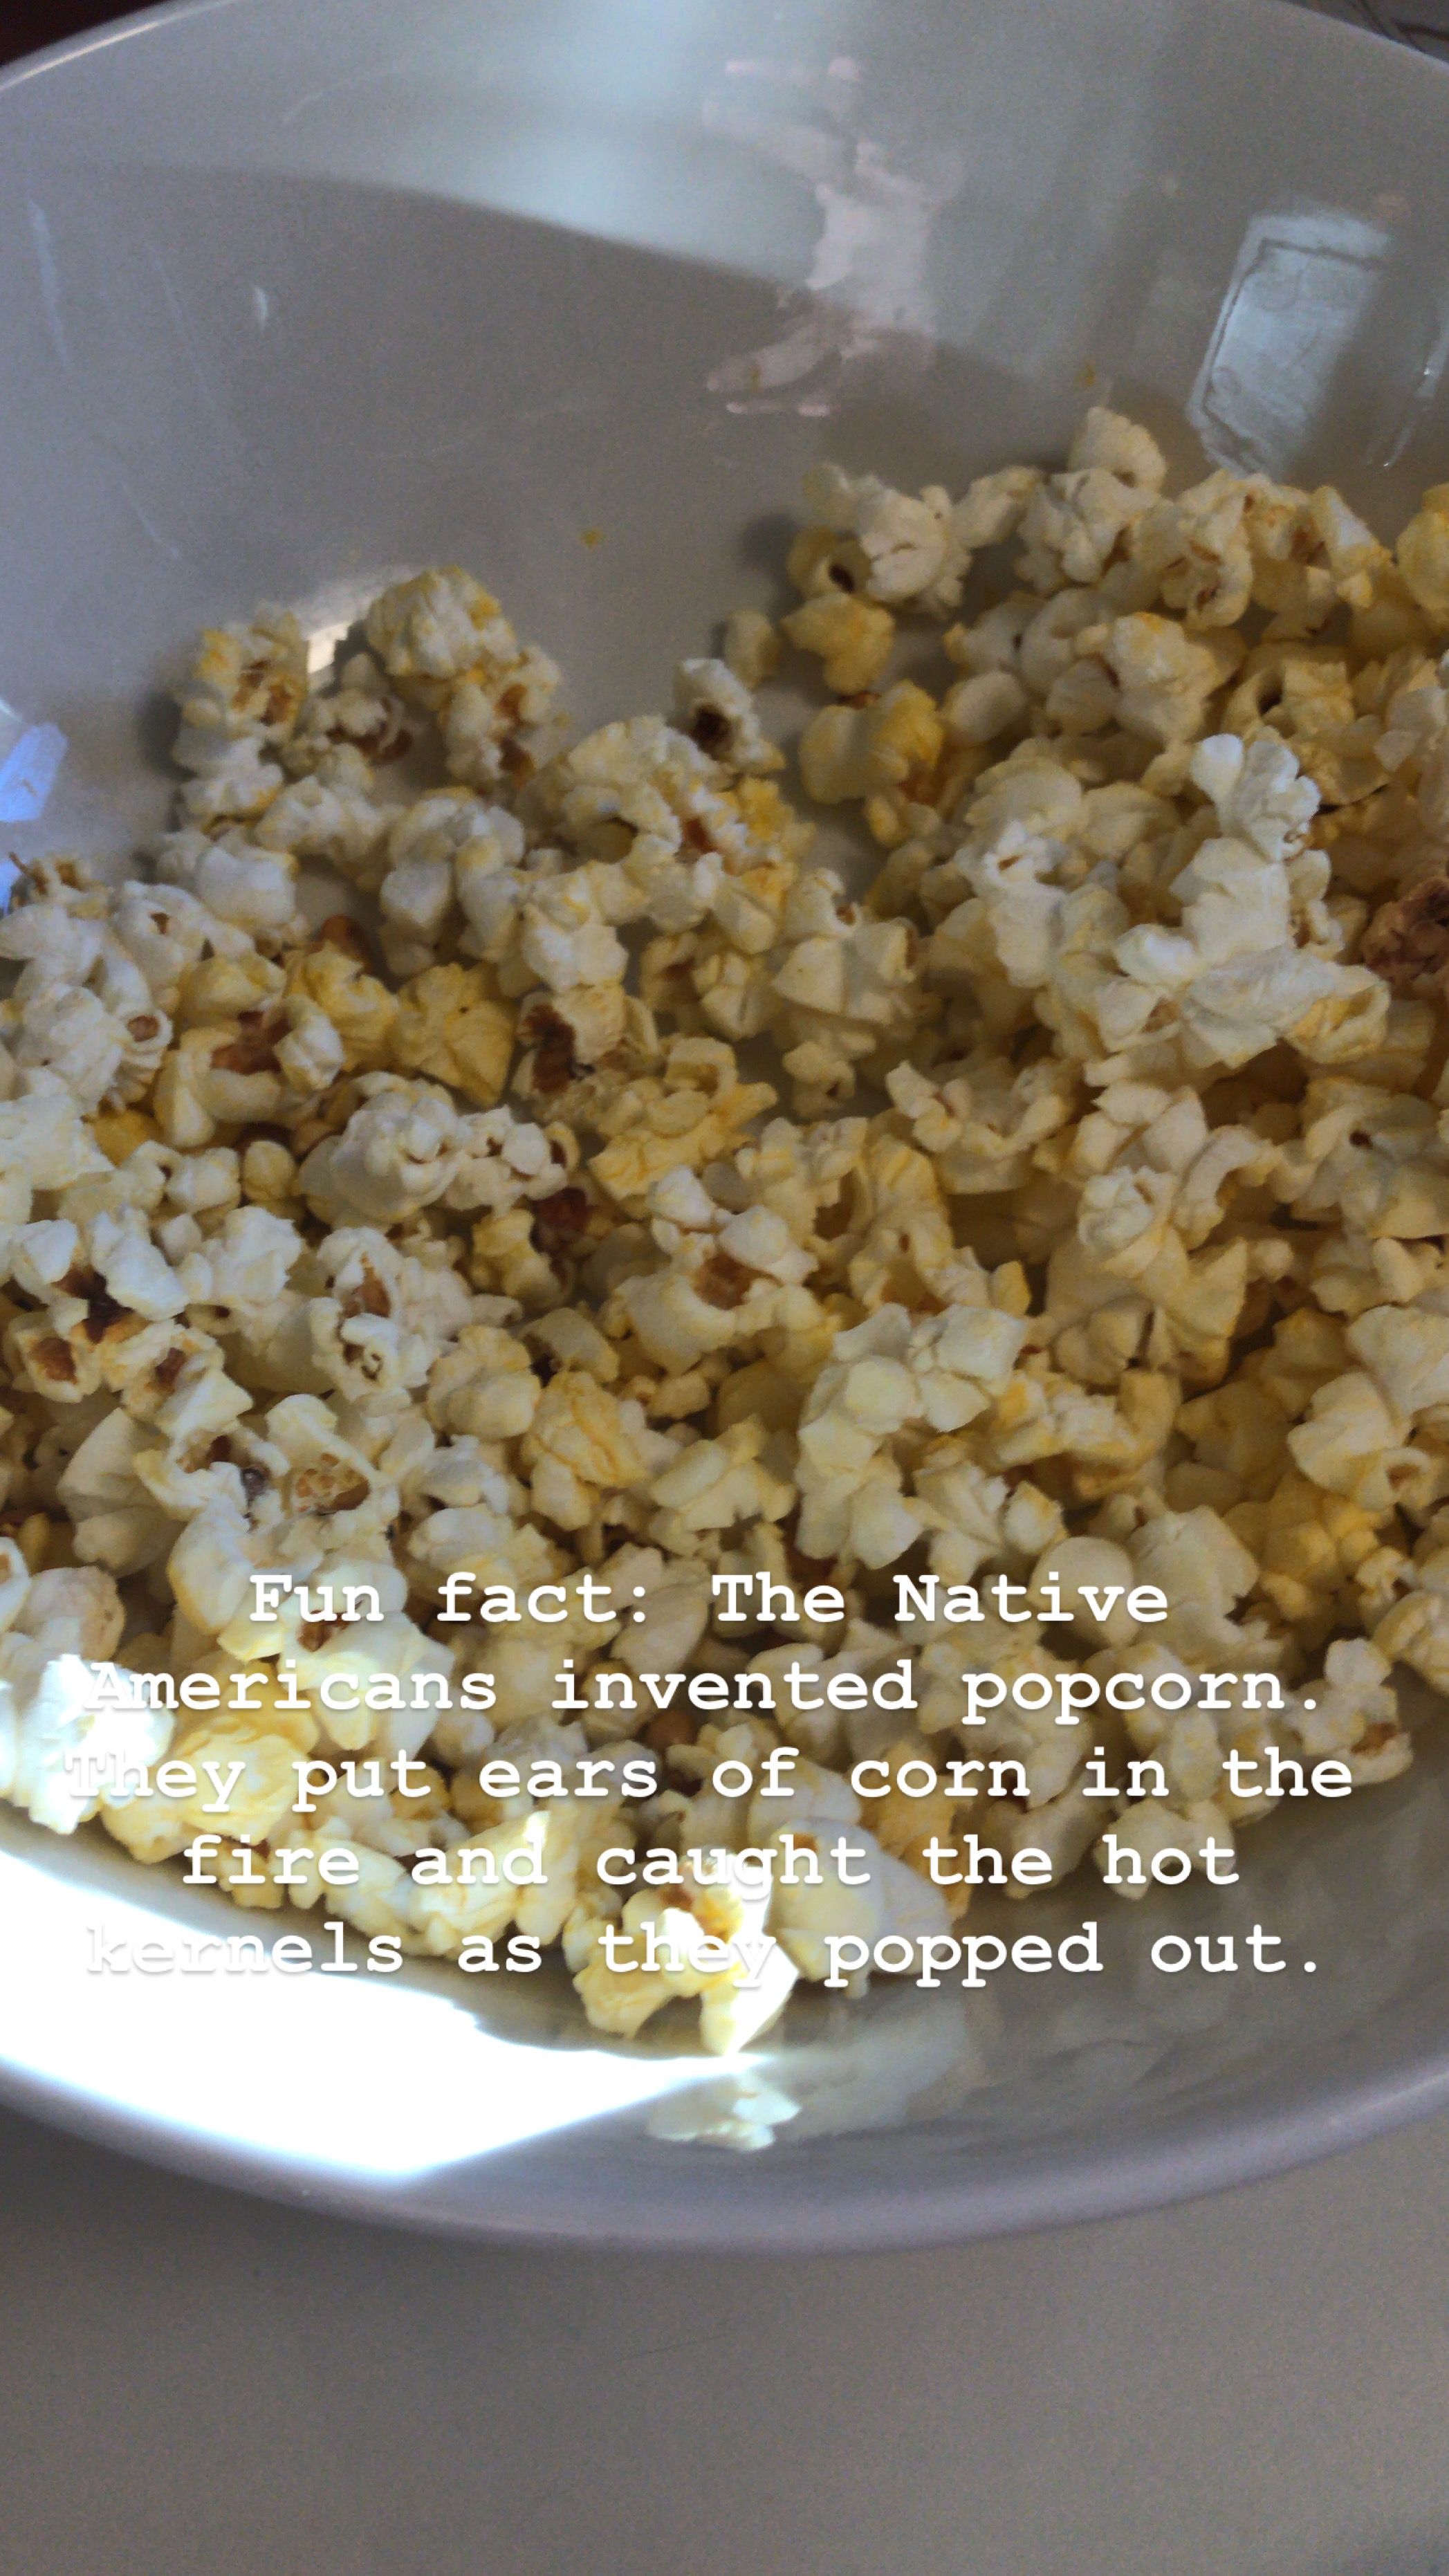 Fun fact: The Native
Americans invented popcorn.
They put ears of corn in the
fire and caught the hot
kernels as they popped out.